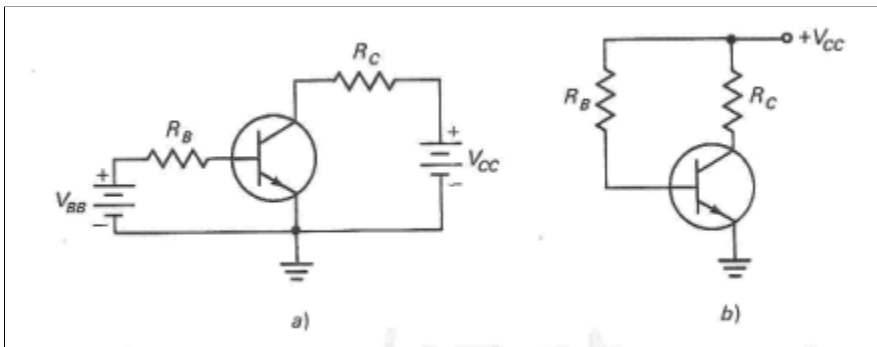 R_C
R_B
V_BB
+
−
+
−
V_CC
a)
+V_CC
R_B
R_C
b)